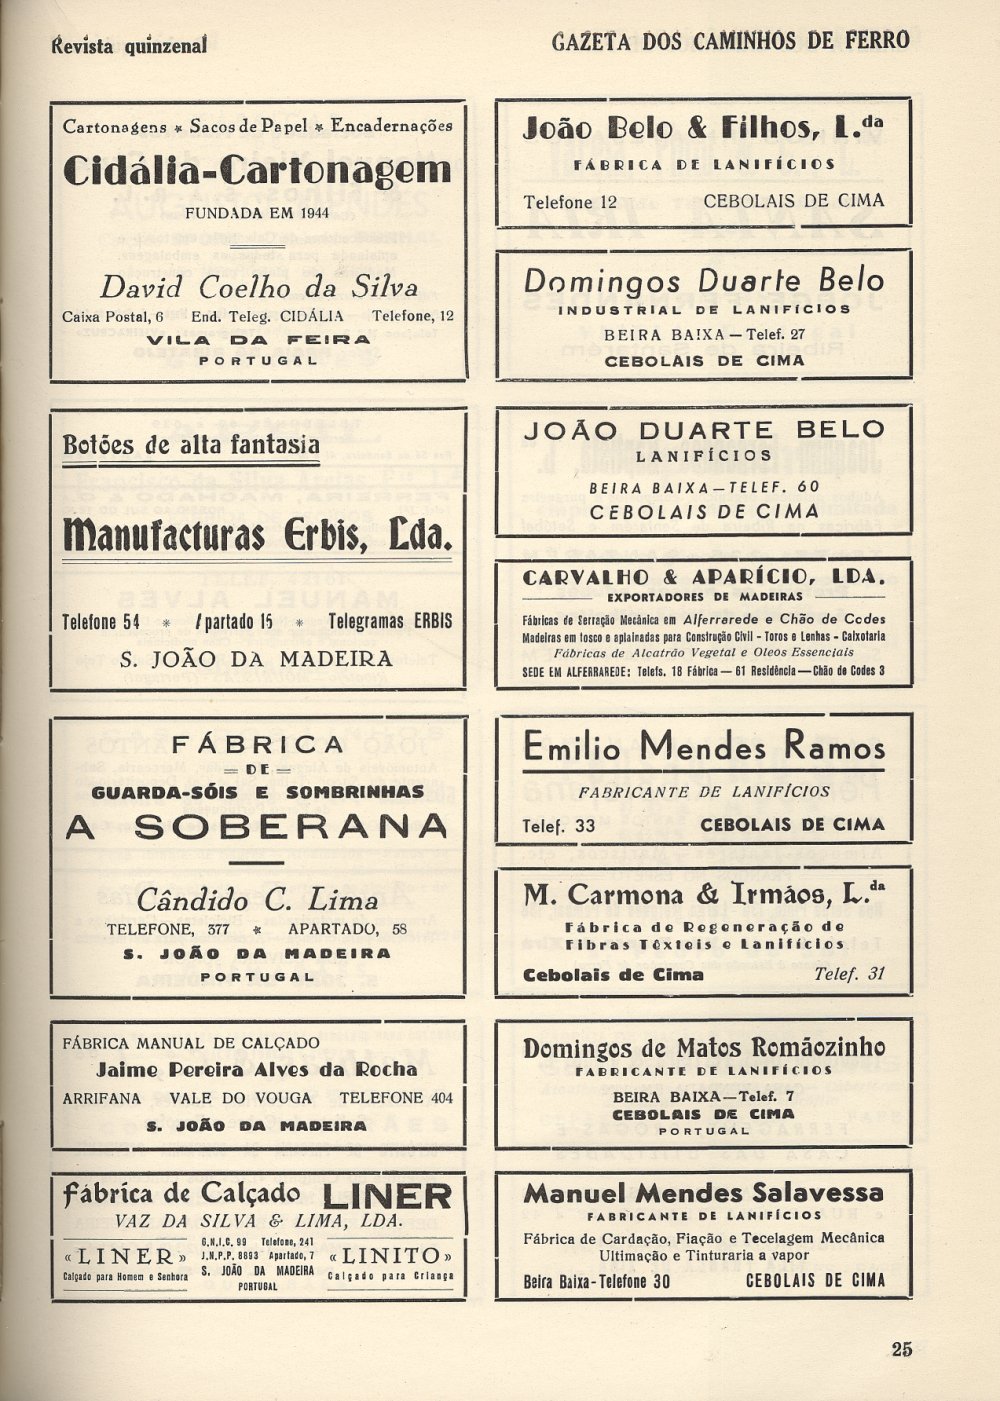 Revista quinzenal
GAZETA DOS CAMINHOS DE FERRO
Cartonagens * Sacos de Papel * Encadernações
Cidália-Cartonagem
FUNDADA EM 1944
David Coelho da Silva
Caixa Postal, 6 End. Teleg. CIDÁLIA Telefone, 12
VILA DA FEIRA
PORTUGAL
Botões de alta fantasia
Manufacturas Erbis, Lda.
Telefone 54 * /partado 15 * Telegramas ERBIS
S. JOÃO DA MADEIRA
FÁBRICA
= DE =
GUARDA-SÓIS E SOMBRINHAS
A SOBERANA
Cândido C. Lima
TELEFONE, 377 * APARTADO, 58
S. JOÃO DA MADEIRA
PORTUGAL
FÁBRICA MANUAL DE CALÇADO
Jaime Pereira Alves da Rocha
ARRIFANA VALE DO VOUGA TELEFONE 404
S. JOÃO DA MADEIRA
Fábrica de Calçado LINER
VAZ DA SILVA & LIMA, LDA.
«LINER»
Calçado para Homem e Senhora
G.N.I.C. 99 Telefone, 241
J.N.P.P. 8693 Apartado, 7
S. JOÃO DA MADEIRA
PORTUGAL
«LINITO»
Calçado para Criança
João Belo & Filhos, L.da
FÁBRICA DE LANIFÍCIOS
Telefone 12 CEBOLAIS DE CIMA
Domingos Duarte Belo
INDUSTRIAL DE LANIFÍCIOS
BEIRA BAIXA — Telef. 27
CEBOLAIS DE CIMA
JOÃO DUARTE BELO
LANIFÍCIOS
BEIRA BAIXA — TELEF. 60
CEBOLAIS DE CIMA
CARVALHO & APARÍCIO, LDA.
EXPORTADORES DE MADEIRAS
Fábricas de Serração Mecânica em Alferrarede e Chão de Codes
Madeiras em tosco e aplainadas para Construção Civil - Toros e Lenhas - Caixotaria
Fábricas de Alcatrão Vegetal e Oleos Essenciais
SEDE EM ALFERRAREDE: Telefs. 18 Fábrica — 61 Residência — Chão de Codes 3
Emilio Mendes Ramos
FABRICANTE DE LANIFÍCIOS
Telef. 33 CEBOLAIS DE CIMA
M. Carmona & Irmãos, L.da
Fábrica de Regeneração de
Fibras Têxteis e Lanifícios
Cebolais de Cima Telef. 31
Domingos de Matos Romãozinho
FABRICANTE DE LANIFÍCIOS
BEIRA BAIXA — Telef. 7
CEBOLAIS DE CIMA
PORTUGAL
Manuel Mendes Salavessa
FABRICANTE DE LANIFÍCIOS
Fábrica de Cardação, Fiação e Tecelagem Mecânica
Ultimação e Tinturaria a vapor
Beira Baixa - Telefone 30 CEBOLAIS DE CIMA
25